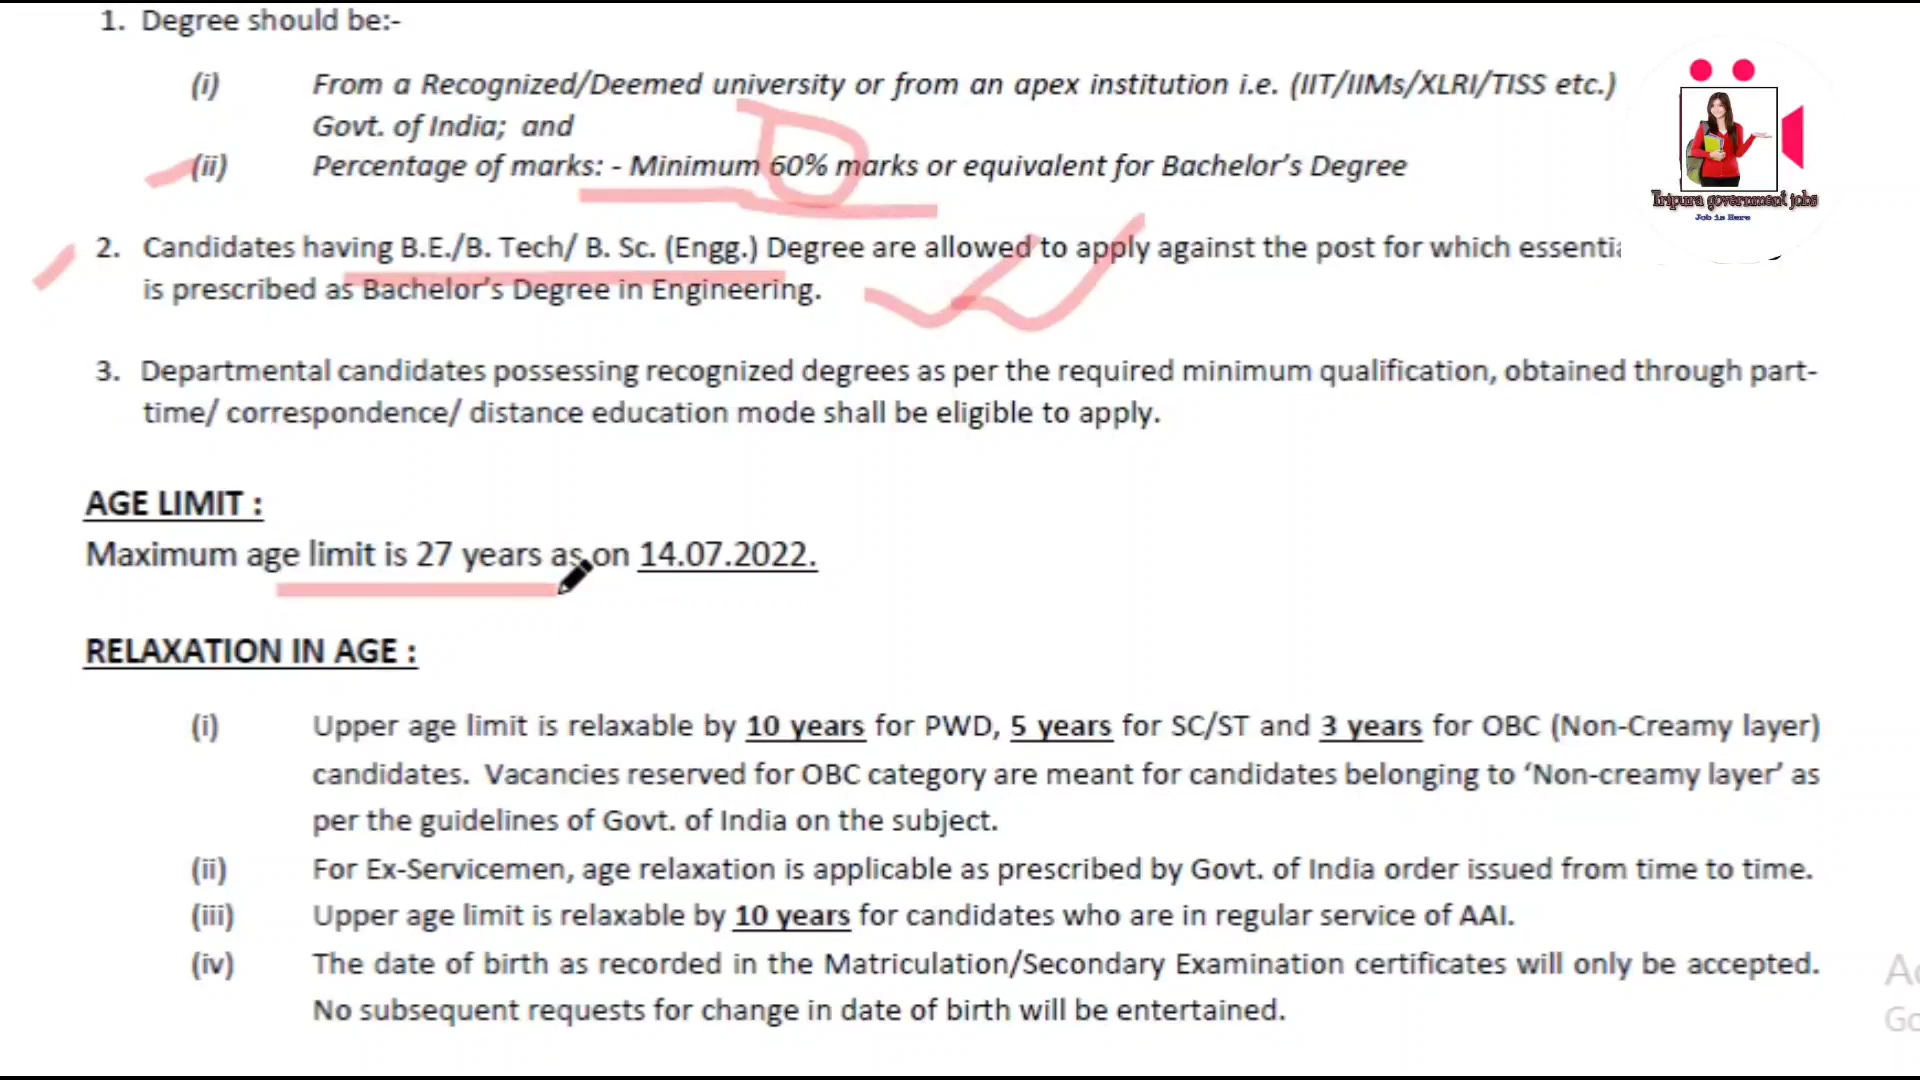 1. Degree should be:-
(i) From a Recognized/Deemed university or from an apex institution i.e. (IIT/IIMs/XLRI/TISS etc.)
Govt. of India; and
(ii) Percentage of marks: - Minimum 60% marks or equivalent for Bachelor's Degree
Tripura government jobs
Job is Here
2. Candidates having B.E./B. Tech/ B. Sc. (Engg.) Degree are allowed to apply against the post for which
is prescribed as Bachelor's Degree in Engineering.
3. Departmental candidates possessing recognized degrees as per the required minimum qualification, obtained through part-
time/ correspondence/ distance education mode shall be eligible to apply.
AGE LIMIT :
Maximum age limit is 27 years as on 14.07.2022.
RELAXATION IN AGE :
(i) Upper age limit is relaxable by 10 years for PWD, 5 years for SC/ST and 3 years for OBC (Non-Creamy layer)
candidates. Vacancies reserved for OBC category are meant for candidates belonging to ‘Non-creamy layer’ as
per the guidelines of Govt. of India on the subject.
(ii) For Ex-Servicemen, age relaxation is applicable as prescribed by Govt. of India order issued from time to time.
(iii) Upper age limit is relaxable by 10 years for candidates who are in regular service of AAI.
(iv) The date of birth as recorded in the Matriculation/Secondary Examination certificates will only be accepted.
No subsequent requests for change in date of birth will be entertained.